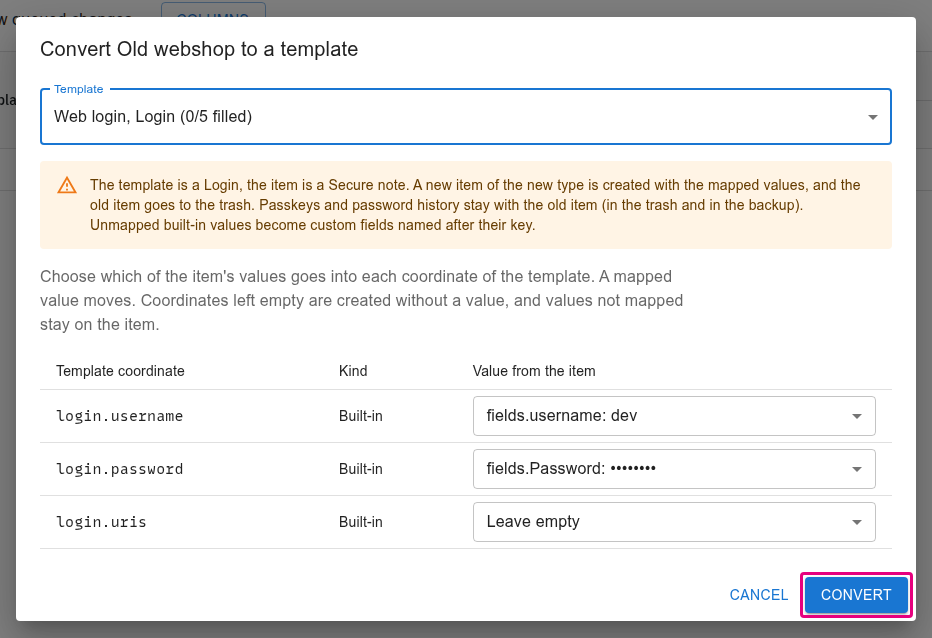 Convert Old webshop to a template
Template
Web login, Login (0/5 filled)
The template is a Login, the item is a Secure note. A new item of the new type is created with the mapped values, and the
old item goes to the trash. Passkeys and password history stay with the old item (in the trash and in the backup).
Unmapped built-in values become custom fields named after their key.
Choose which of the item's values goes into each coordinate of the template. A mapped
value moves. Coordinates left empty are created without a value, and values not mapped
stay on the item.
Template coordinate Kind Value from the item
login.username Built-in fields.username: dev
login.password Built-in fields.Password: ••••••••
login.uris Built-in Leave empty
CANCEL CONVERT